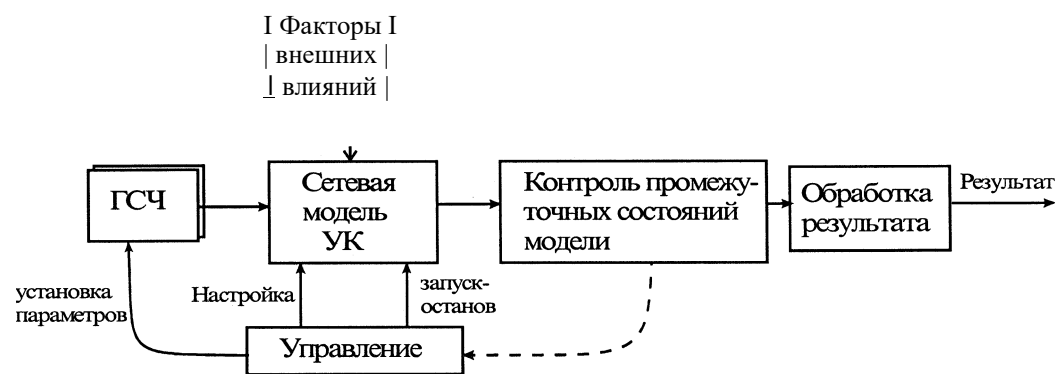 I Факторы I
| внешних |
I влияний |
ГСЧ
Сетевая
модель
УК
Контроль промежу-
точных состояний
модели
Обработка
результата
Результат
установка
параметров
Настройка
запуск-
останов
Управление